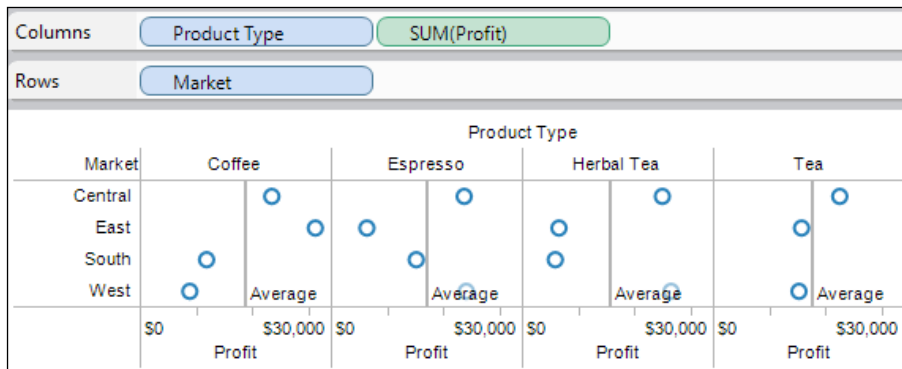 Columns Product Type SUM(Profit)
Rows Market
Product Type
Market Coffee Espresso Herbal Tea Tea
Central
East
South
West Average Average Average Average
$0 $30,000 $0 $30,000 $0 $30,000 $0 $30,000
Profit Profit Profit Profit